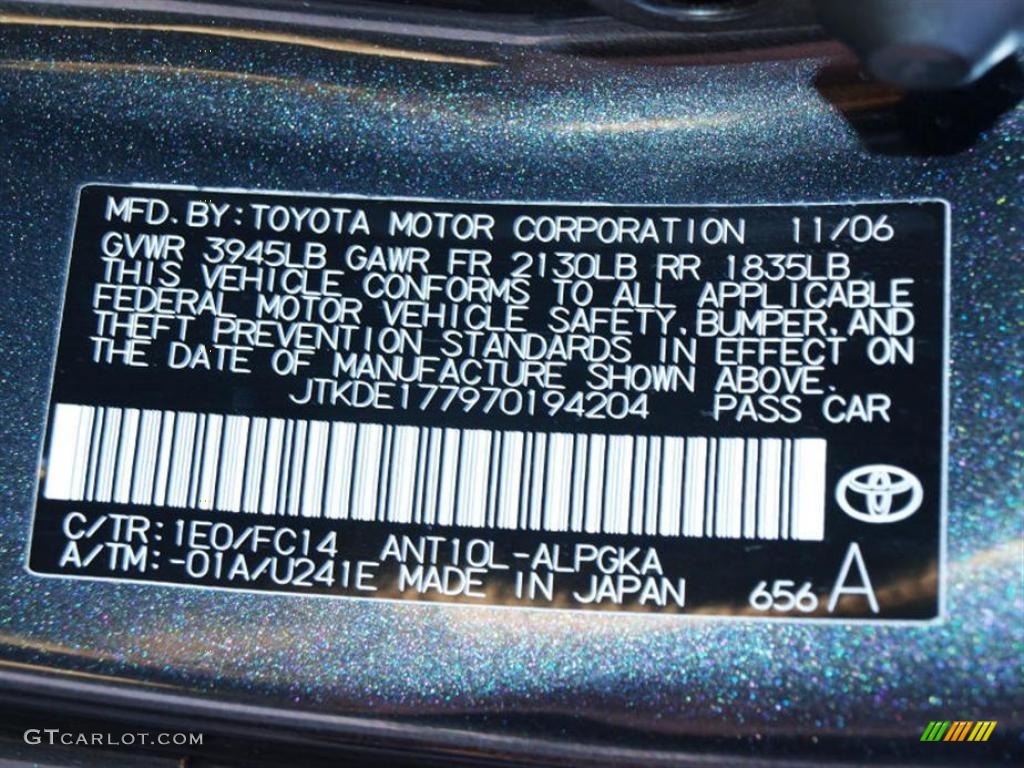 MFD. BY: TOYOTA MOTOR CORPORATION 11/06
GVWR 3945LB GAWR FR 2130LB RR 1835LB
THIS VEHICLE CONFORMS TO ALL APPLICABLE
FEDERAL MOTOR VEHICLE SAFETY, BUMPER, AND
THEFT PREVENTION STANDARDS IN EFFECT ON
THE DATE OF MANUFACTURE SHOWN ABOVE.
JTKDE177970194204 PASS CAR
C/TR: 1E0/FC14 ANT10L-ALPGKA
A/TM: -01A/U241E MADE IN JAPAN 656 A
GTCARLOT.COM